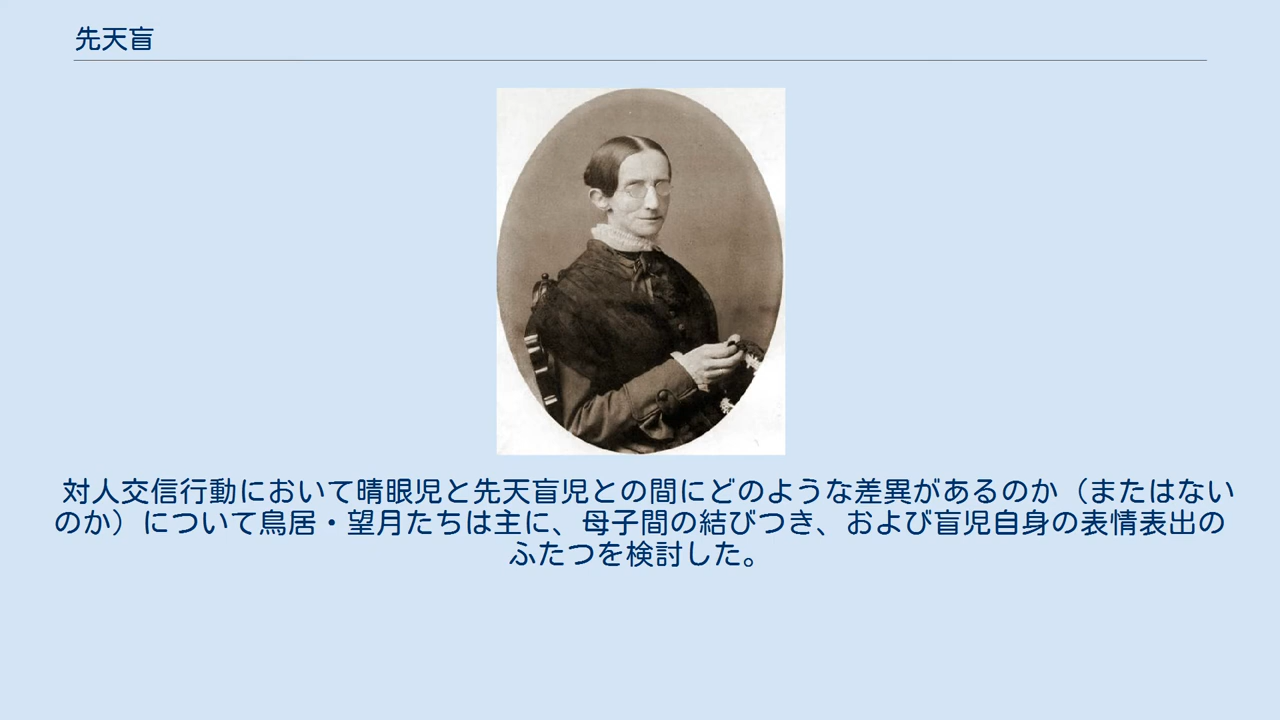 先天盲
対人交信行動において晴眼児と先天盲児との間にどのような差異があるのか（またはない
のか）について鳥居・望月たちは主に、母子間の結びつき、および盲児自身の表情表出の
ふたつを検討した。